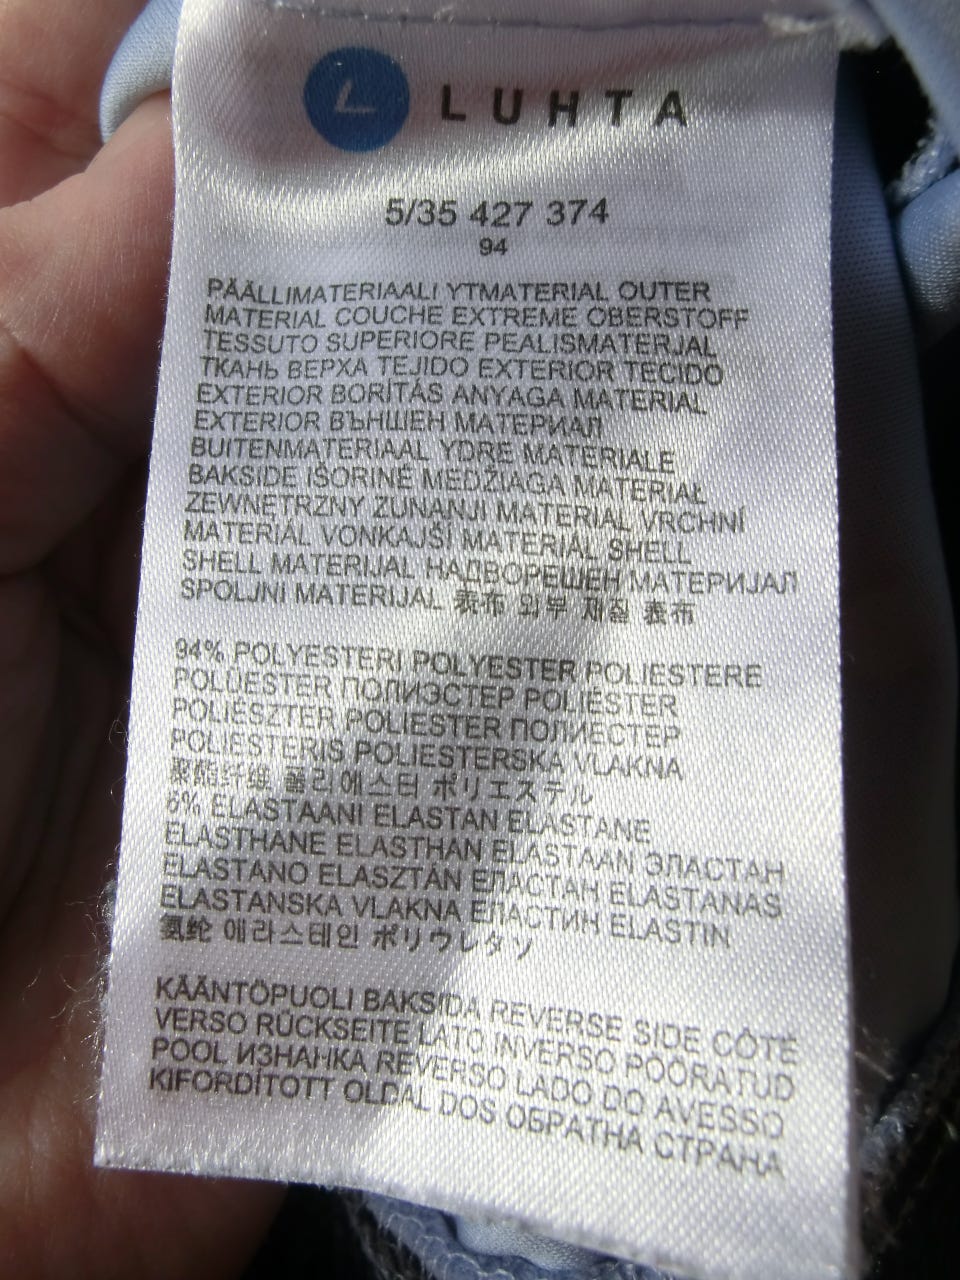 L LUHTA
5/35 427 374
94
PÄÄLLIMATERIAALI YTMATERIAL OUTER
MATERIAL COUCHE EXTREME OBERSTOFF
TESSUTO SUPERIORE PEALISMATERJAL
ТКАНЬ ВЕРХА TEJIDO EXTERIOR TECIDO
EXTERIOR BORÍTÁS ANYAGA MATERIAL
EXTERIOR ВЪНШЕН МАТЕРИАЛ
BUITENMATERIAAL YDRE MATERIALE
BAKSIDE IŠORINĖ MEDŽIAGA MATERIAŁ
ZEWNĘTRZNY ZUNANJI MATERIAL VRCHNÍ
MATERIÁL VONKAJŠÍ MATERIÁL SHELL
SHELL MATERIJAL НАДВОРЕШЕН МАТЕРИЈАЛ
SPOLJNI MATERIJAL 表布 외부 재질 表布
94% POLYESTERI POLYESTER POLIESTERE
POLÜESTER ПОЛИЭСТЕР POLIÉSTER
POLIÉSZTER POLIESTER ПОЛИЕСТЕР
POLIESTERIS POLIESTERSKA VLAKNA
聚酯纤维 폴리에스터 ポリエステル
6% ELASTAANI ELASTAN ELASTANE
ELASTHANE ELASTHAN ELASTAAN ЭЛАСТАН
ELASTANO ELASZTÁN ЕЛАСТАН ELASTANAS
ELASTANSKA VLAKNA ЕЛАСТИН ELASTIN
氨纶 에라스테인 ポリウレタソ
KÄÄNTÖPUOLI BAKSIDA REVERSE SIDE CÔTÉ
VERSO RÜCKSEITE LATO INVERSO PÖÖRATUD
POOL ИЗНАНКА REVERSO LADO DO AVESSO
KIFORDÍTOTT OLDAL DOS ОБРАТНА СТРАНА